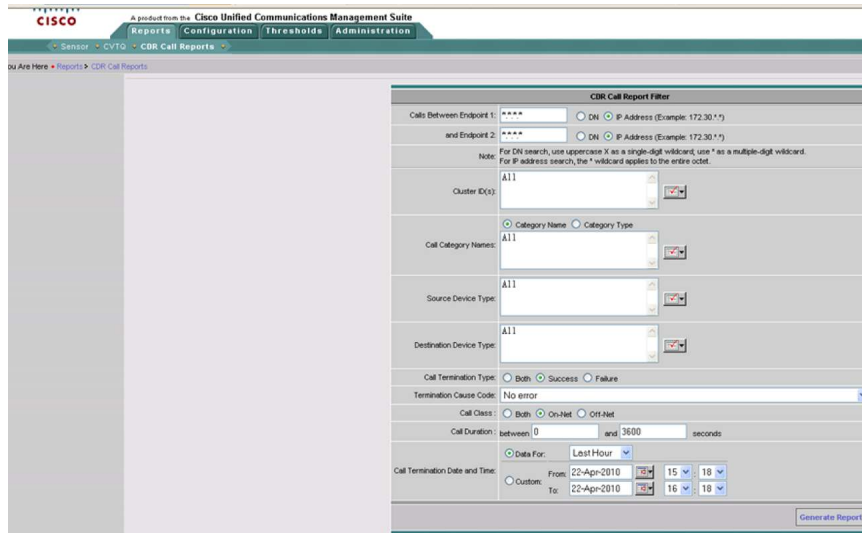 CISCO
A product from the Cisco Unified Communications Management Suite
Reports Configuration Thresholds Administration
Sensor CVTQ CDR Call Reports
ou Are Here • Reports > CDR Call Reports
CDR Call Report Filter
Calls Between Endpoint 1: *.*.*.* DN IP Address (Example: 172.30.*.*)
and Endpoint 2: *.*.*.* DN IP Address (Example: 172.30.*.*)
Note: For DN search, use uppercase X as a single-digit wildcard; use * as a multiple-digit wildcard.
For IP address search, the * wildcard applies to the entire octet.
Cluster ID(s): All
Category Name Category Type
Call Category Names: All
Source Device Type: All
Destination Device Type: All
Call Termination Type: Both Success Failure
Termination Cause Code: No error
Call Class : Both On-Net Off-Net
Call Duration : between 0 and 3600 seconds
Call Termination Date and Time: Data For: Last Hour
Custom: From: 22-Apr-2010 15 : 18
To: 22-Apr-2010 16 : 18
Generate Report